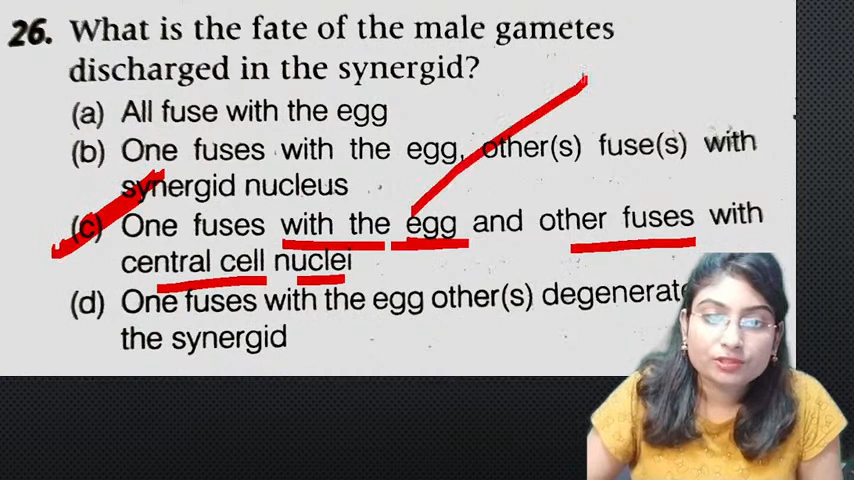 26. What is the fate of the male gametes
discharged in the synergid?
(a) All fuse with the egg
(b) One fuses with the egg, other(s) fuse(s) with
synergid nucleus
(c) One fuses with the egg and other fuses with
central cell nuclei
(d) One fuses with the egg other(s)
the synergid